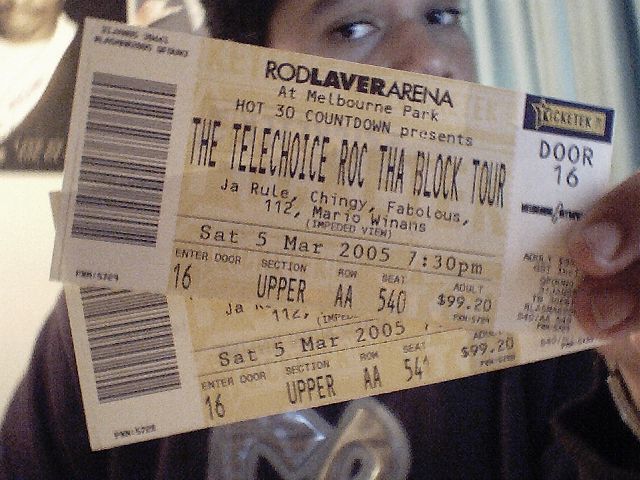 RODLAVERARENA
At Melbourne Park
HOT 30 COUNTDOWN presents
THE TELECHOICE ROC THA BLOCK TOUR
Ja Rule, Chingy, Fabolous,
112, Mario Winans
(IMPEDED VIEW)
Sat 5 Mar 2005 7:30pm
ENTER DOOR SECTION ROW SEAT ADULT
16 UPPER AA 540 $99.20
TICKETEK
DOOR
16
Ja
112,
Sat 5 Mar 2005
ENTER DOOR SECTION ROW SEAT
16 UPPER AA 541 $99.20